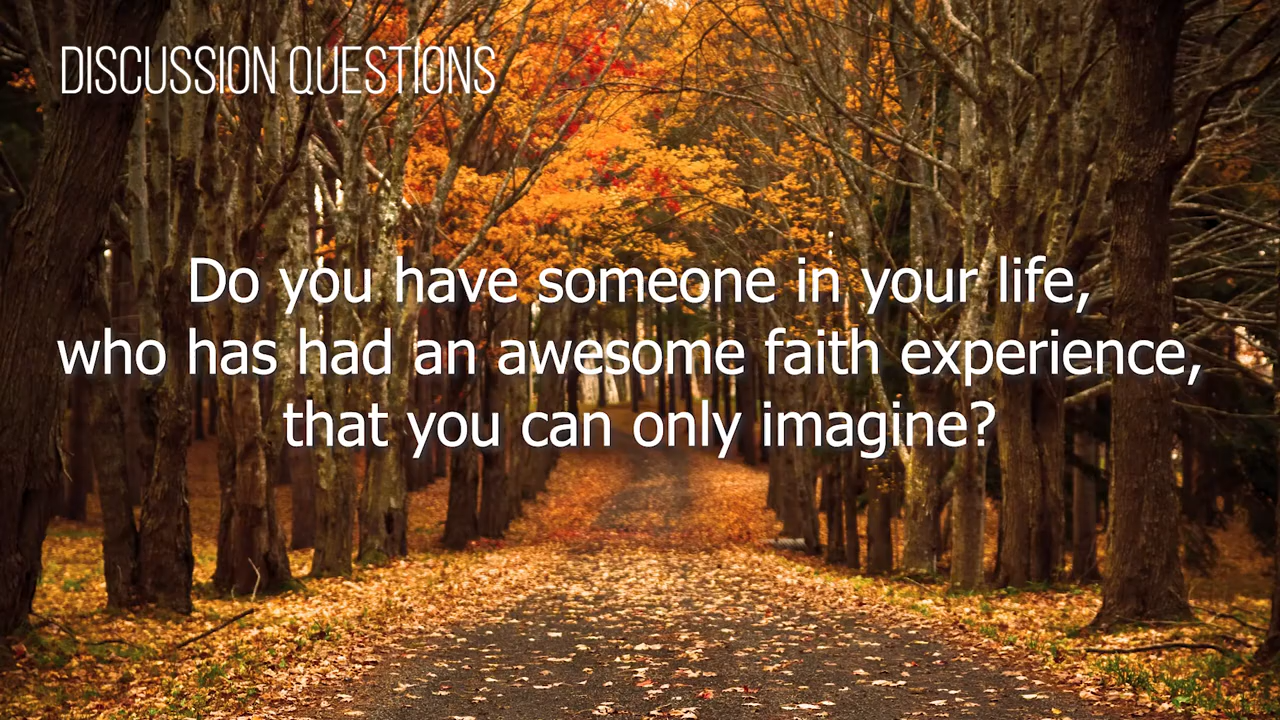 DISCUSSION QUESTIONS
Do you have someone in your life,
who has had an awesome faith experience,
that you can only imagine?